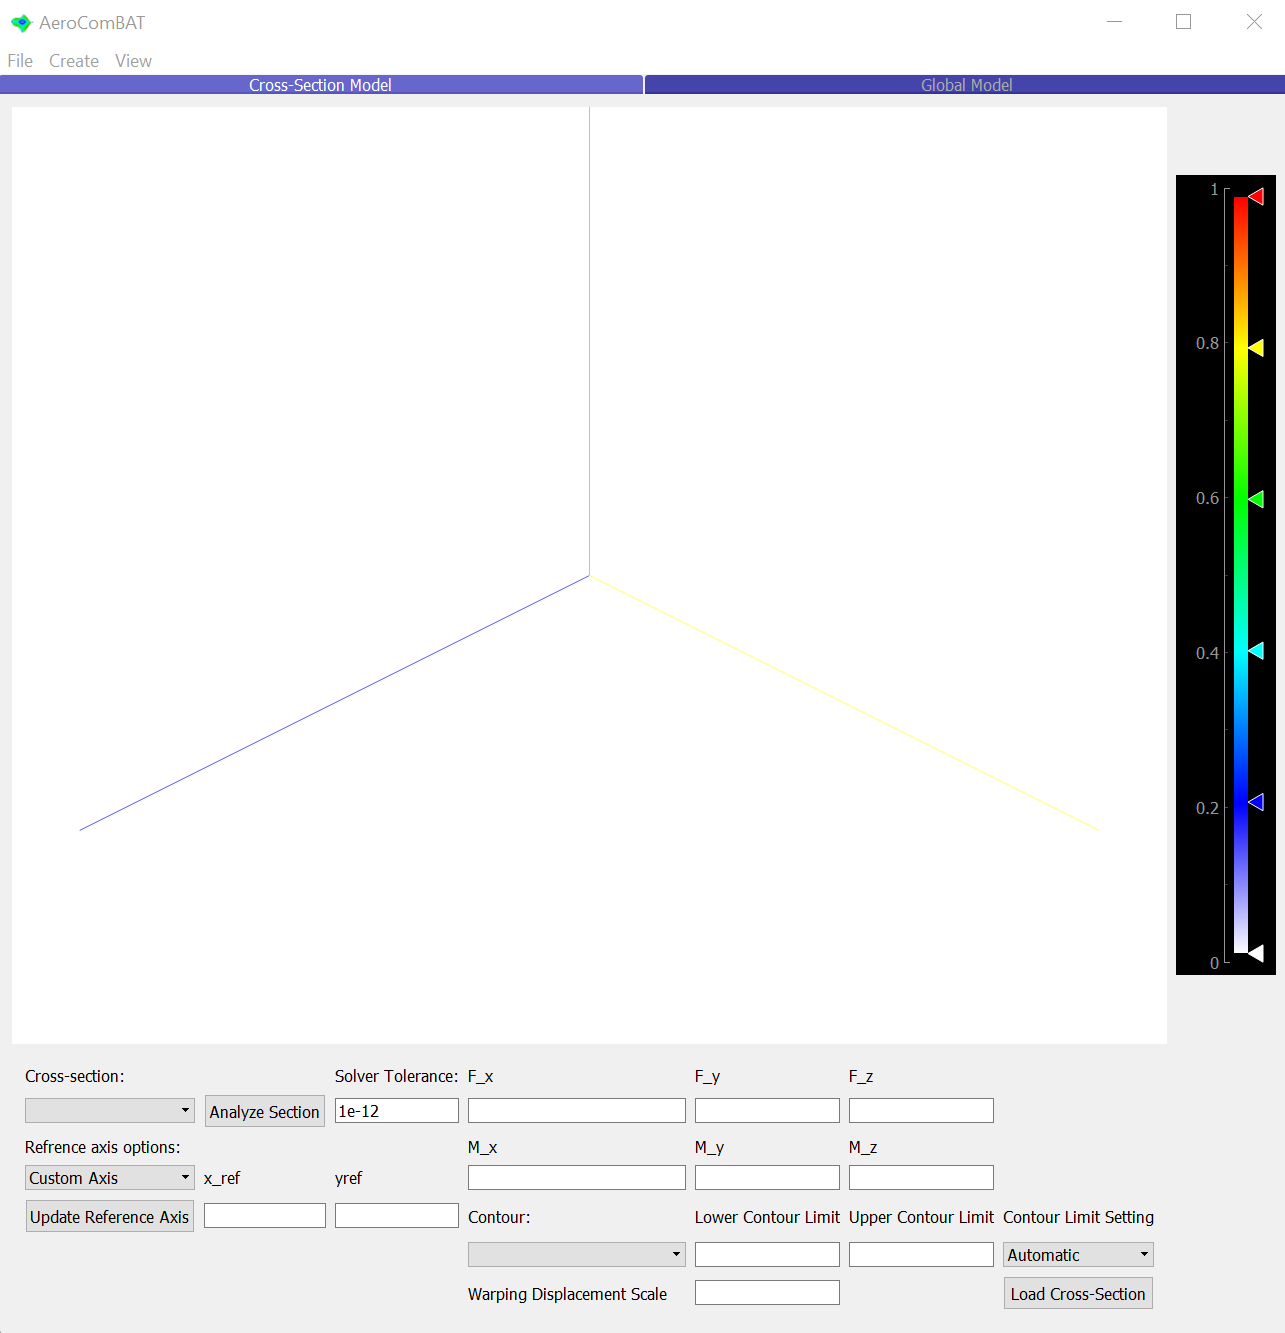 AeroComBAT
File Create View
Cross-Section Model Global Model
1
0.8
0.6
0.4
0.2
0
Cross-section: Solver Tolerance: F_x F_y F_z
Analyze Section 1e-12
Refrence axis options: M_x M_y M_z
Custom Axis x_ref yref
Update Reference Axis Contour: Lower Contour Limit Upper Contour Limit Contour Limit Setting
Automatic
Warping Displacement Scale Load Cross-Section